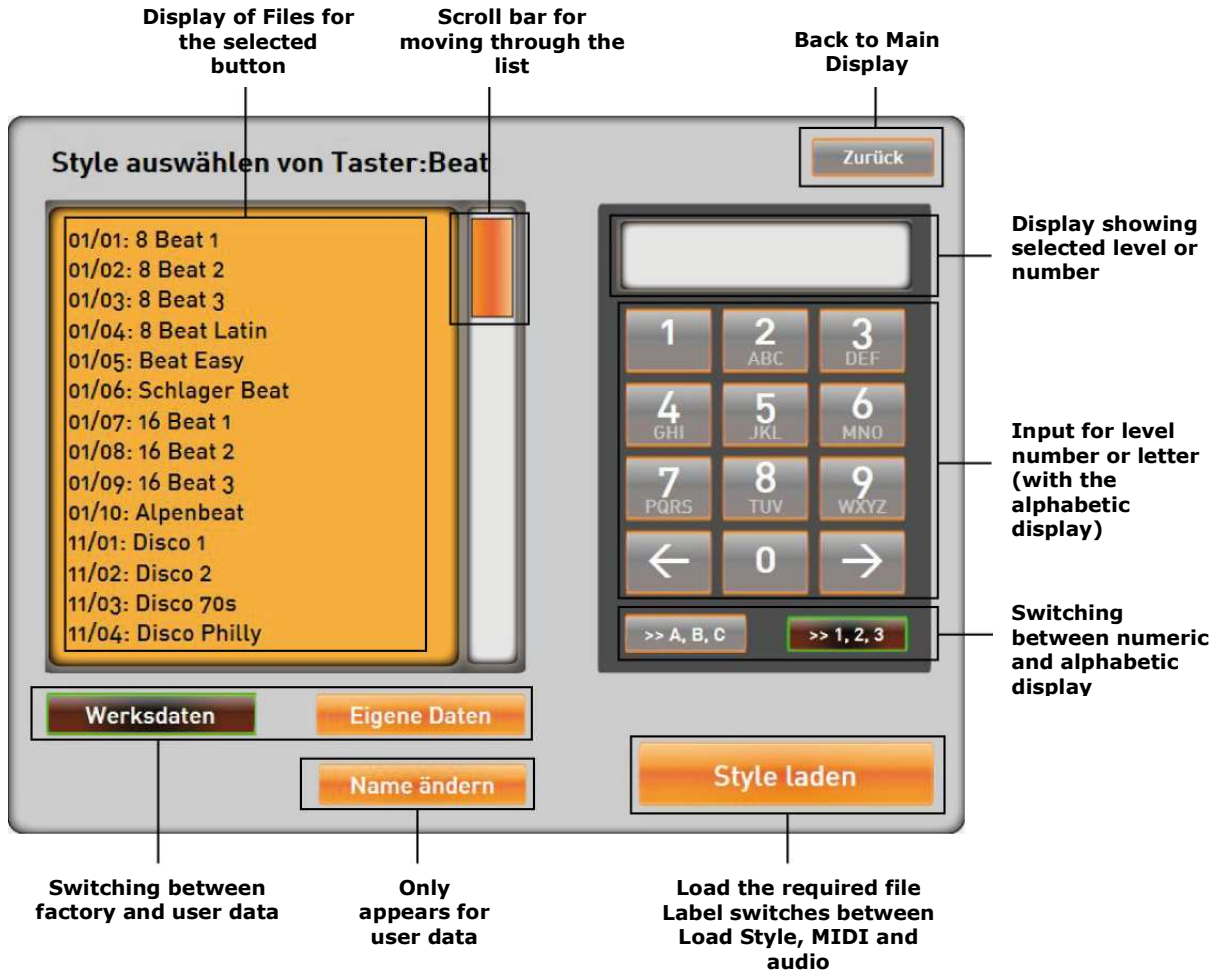 Display of Files for
the selected
button
Scroll bar for
moving through the
list
Back to Main
Display
Style auswählen von Taster:Beat
Zurück
01/01: 8 Beat 1
01/02: 8 Beat 2
01/03: 8 Beat 3
01/04: 8 Beat Latin
01/05: Beat Easy
01/06: Schlager Beat
01/07: 16 Beat 1
01/08: 16 Beat 2
01/09: 16 Beat 3
01/10: Alpenbeat
11/01: Disco 1
11/02: Disco 2
11/03: Disco 70s
11/04: Disco Philly
1 2 3
ABC DEF
4 5 6
GHI JKL MNO
7 8 9
PQRS TUV WXYZ
← 0 →
>> A, B, C >> 1, 2, 3
Display showing
selected level or
number
Input for level
number or letter
(with the
alphabetic
display)
Switching
between numeric
and alphabetic
display
Werksdaten Eigene Daten
Name ändern
Style laden
Switching between
factory and user data
Only
appears for
user data
Load the required file
Label switches between
Load Style, MIDI and
audio